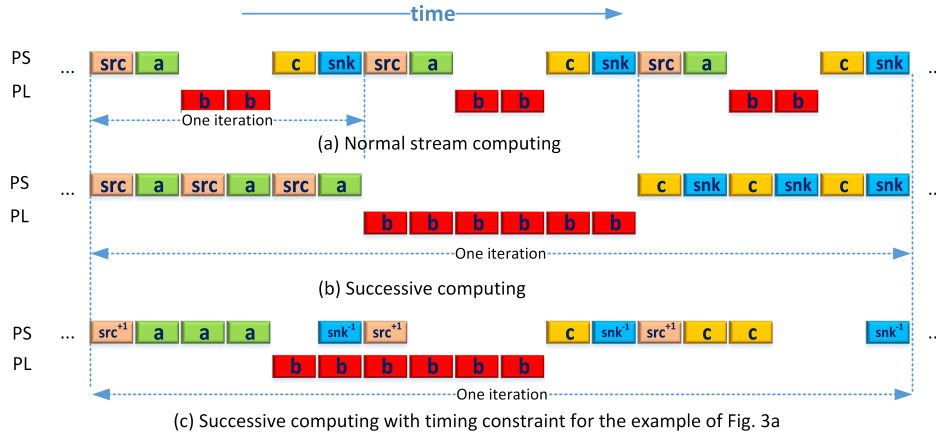 time
PS ... src a c snk src a c snk src a c snk ...
PL b b b b b b
One iteration
(a) Normal stream computing
PS ... src a src a src a c snk c snk c snk ...
PL b b b b b b
One iteration
(b) Successive computing
PS ... src+1 a a a snk-1 src+1 c snk-1 src+1 c c snk-1 ...
PL b b b b b b
One iteration
(c) Successive computing with timing constraint for the example of Fig. 3a